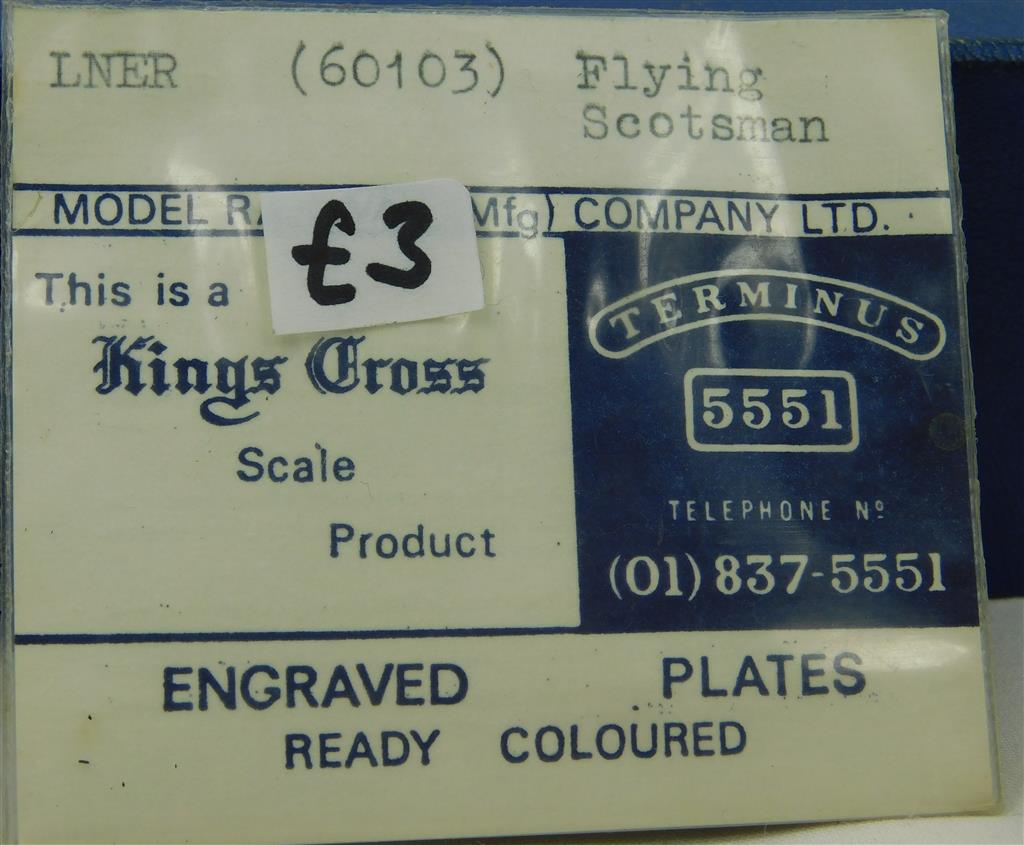 LNER (60103) Flying
Scotsman
MODEL (Mfg) COMPANY LTD.
£3
This is a
Kings Cross
Scale
Product
TERMINUS
5551
TELEPHONE Nº
(01) 837-5551
ENGRAVED PLATES
READY COLOURED